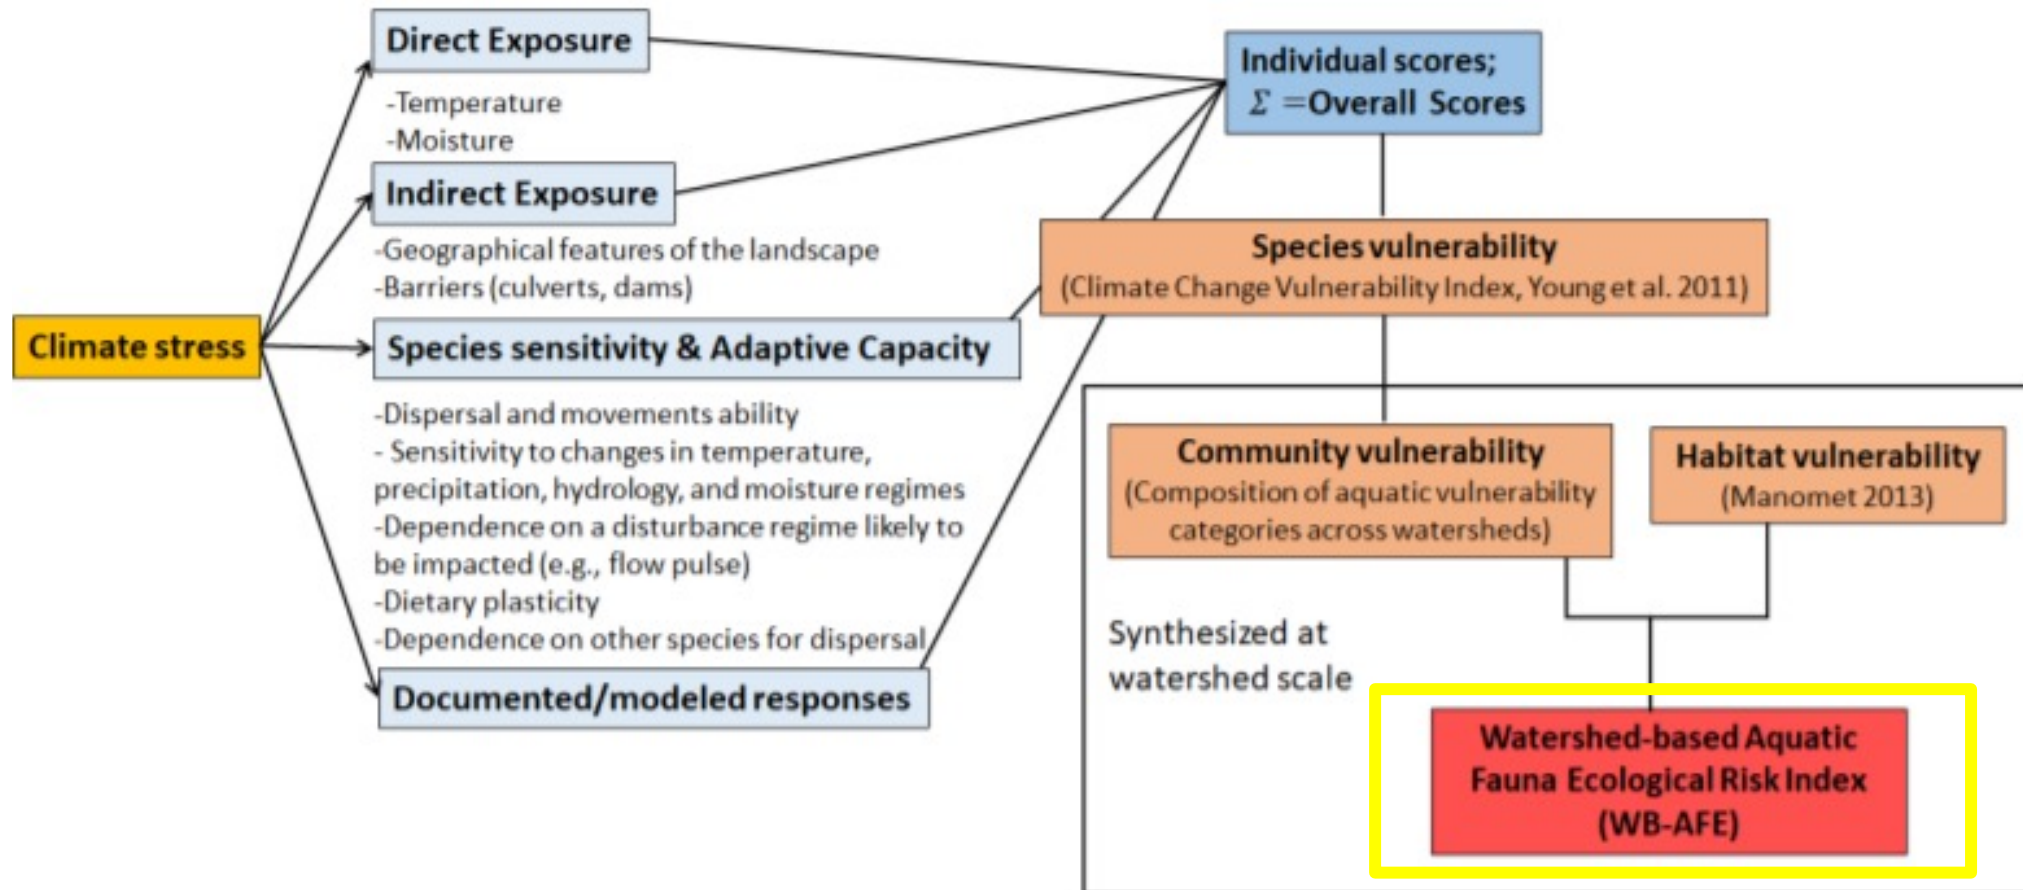 Direct Exposure
-Temperature
-Moisture
Indirect Exposure
-Geographical features of the landscape
-Barriers (culverts, dams)
Climate stress
Species sensitivity & Adaptive Capacity
-Dispersal and movements ability
- Sensitivity to changes in temperature,
precipitation, hydrology, and moisture regimes
-Dependence on a disturbance regime likely to
be impacted (e.g., flow pulse)
-Dietary plasticity
-Dependence on other species for dispersal
Documented/modeled responses
Individual scores;
Σ =Overall Scores
Species vulnerability
(Climate Change Vulnerability Index, Young et al. 2011)
Community vulnerability
(Composition of aquatic vulnerability
categories across watersheds)
Habitat vulnerability
(Manomet 2013)
Synthesized at
watershed scale
Watershed-based Aquatic
Fauna Ecological Risk Index
(WB-AFE)